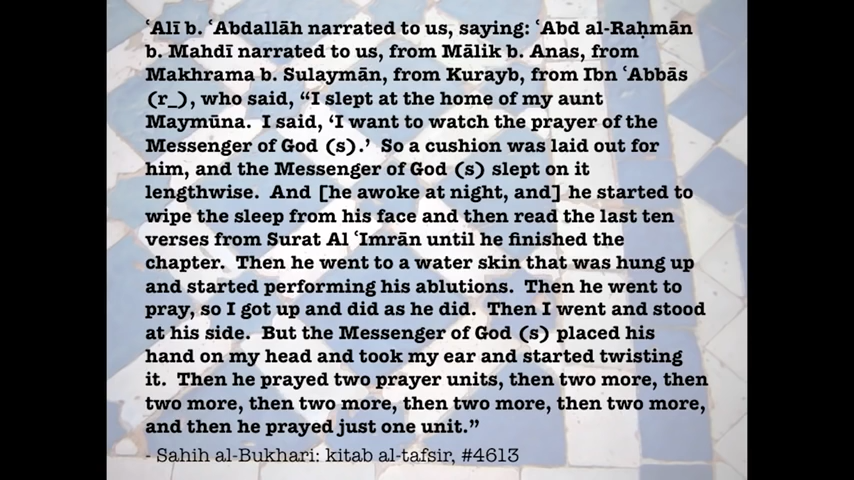 ʿAlī b. ʿAbdallāh narrated to us, saying: ʿAbd al-Raḥmān
b. Mahdī narrated to us, from Mālik b. Anas, from
Makhrama b. Sulaymān, from Kurayb, from Ibn ʿAbbās
(r_), who said, “I slept at the home of my aunt
Maymūna.  I said, ‘I want to watch the prayer of the
Messenger of God (s).’  So a cushion was laid out for
him, and the Messenger of God (s) slept on it
lengthwise.  And [he awoke at night, and] he started to
wipe the sleep from his face and then read the last ten
verses from Surat Al ʿImrān until he finished the
chapter.  Then he went to a water skin that was hung up
and started performing his ablutions.  Then he went to
pray, so I got up and did as he did.  Then I went and stood
at his side.  But the Messenger of God (s) placed his
hand on my head and took my ear and started twisting
it.  Then he prayed two prayer units, then two more, then
two more, then two more, then two more, then two more,
and then he prayed just one unit.”
- Sahih al-Bukhari: kitab al-tafsir, #4613